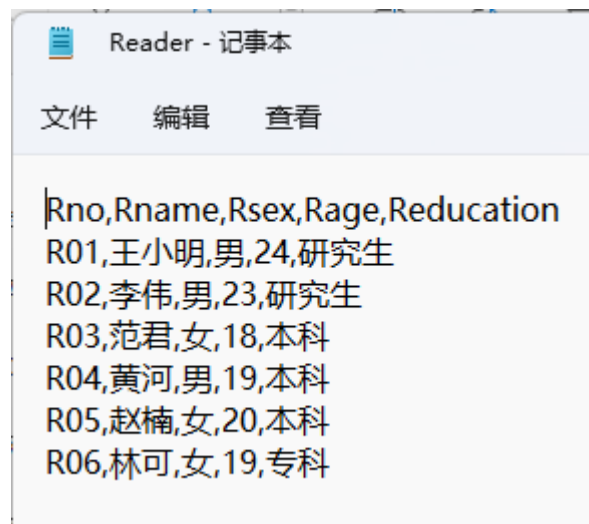 Reader - 记事本
文件 编辑 查看
Rno,Rname,Rsex,Rage,Reducation
R01,王小明,男,24,研究生
R02,李伟,男,23,研究生
R03,范君,女,18,本科
R04,黄河,男,19,本科
R05,赵楠,女,20,本科
R06,林可,女,19,专科